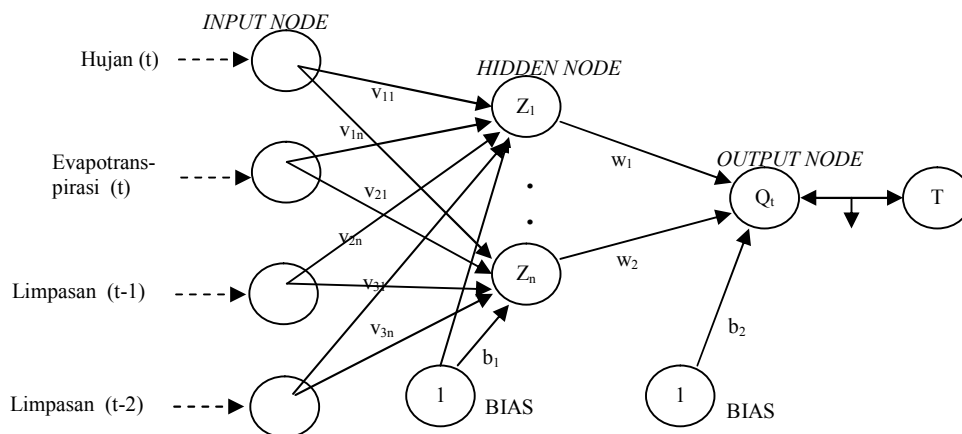 INPUT NODE
Hujan (t)
HIDDEN NODE
v11
Z1
v1n
Evapotrans-
pirasi (t)
w1
OUTPUT NODE
v21
Qt
T
v2n
Zn
w2
Limpasan (t-1)
v31
v3n
b1
b2
1
1
Limpasan (t-2)
BIAS
BIAS